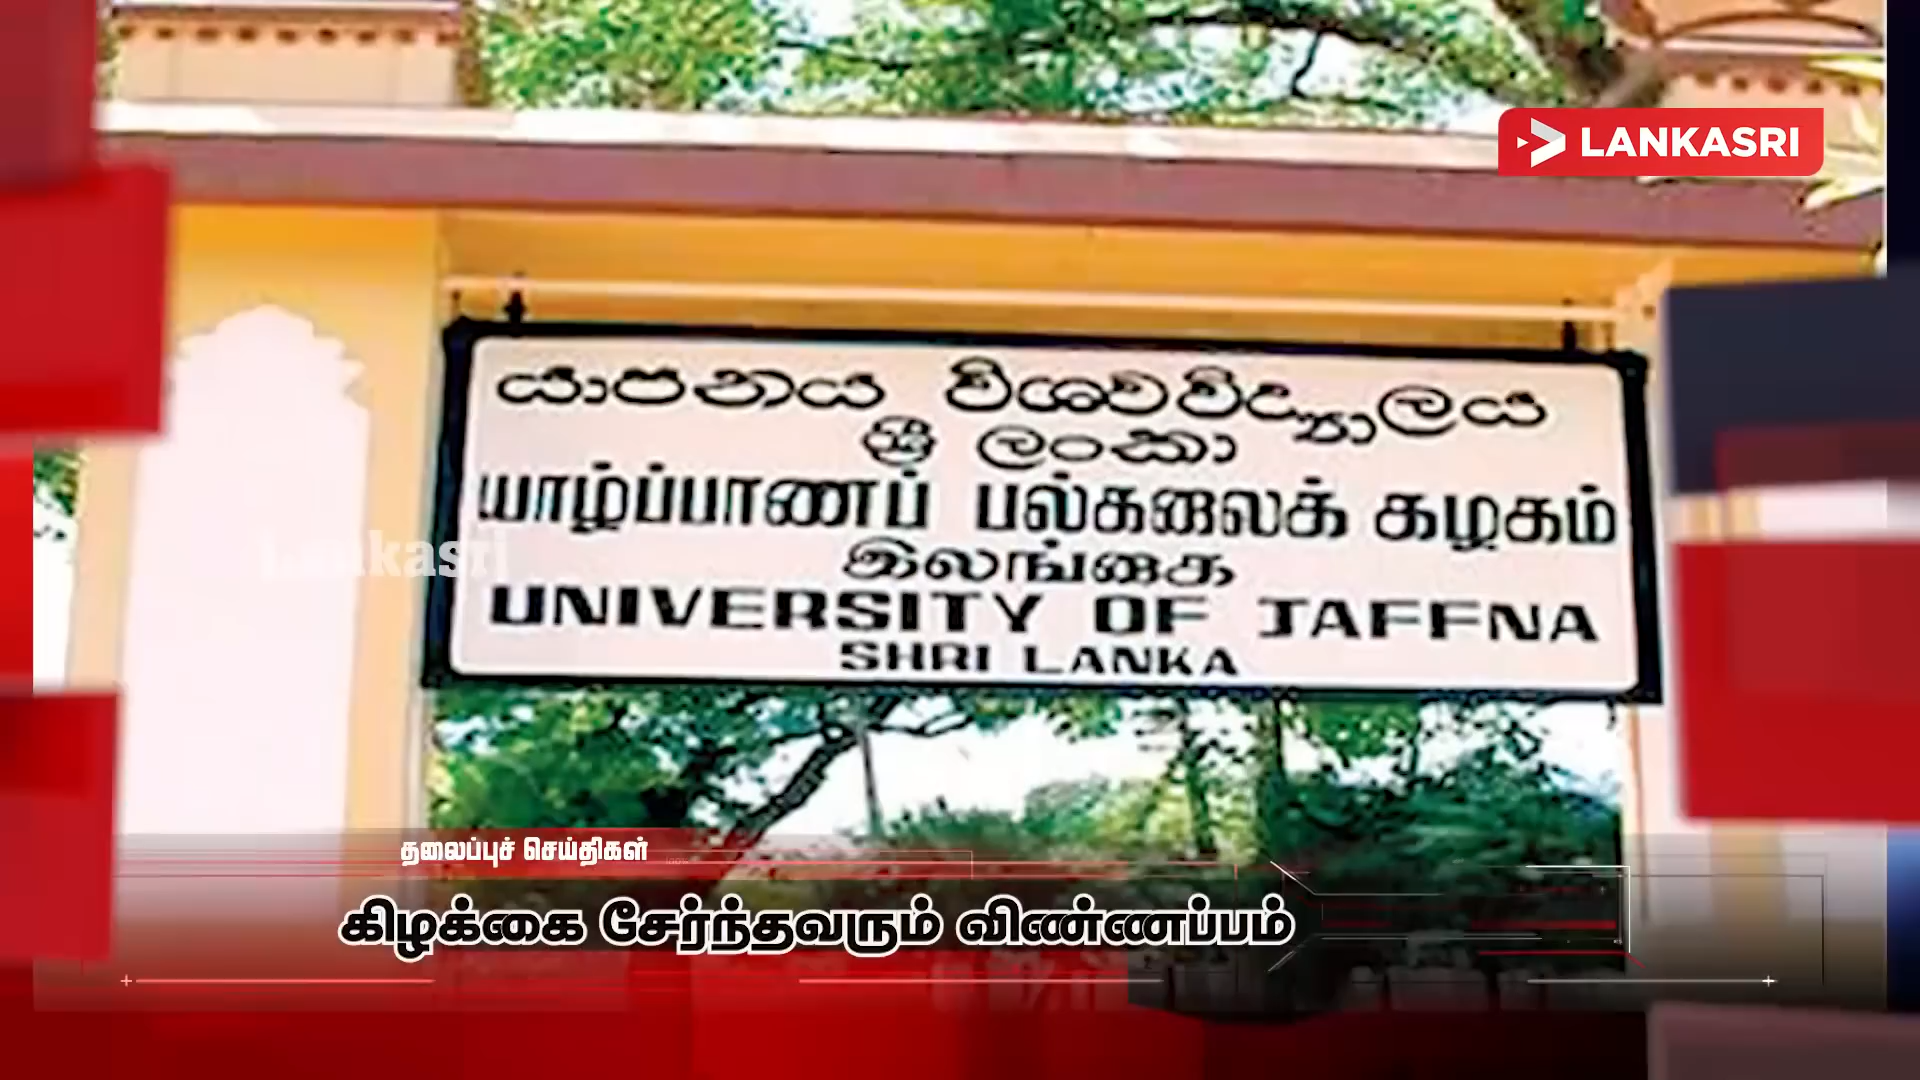 LANKASRI
යාපනය විශ්වවිද්‍යාලය
ශ්‍රී ලංකා
யாழ்ப்பாணப் பல்கலைக் கழகம்
இலங்கை
UNIVERSITY OF JAFFNA
SHRI LANKA
Lankasri
தலைப்புச் செய்திகள்
கிழக்கை சேர்ந்தவரும் விண்ணப்பம்